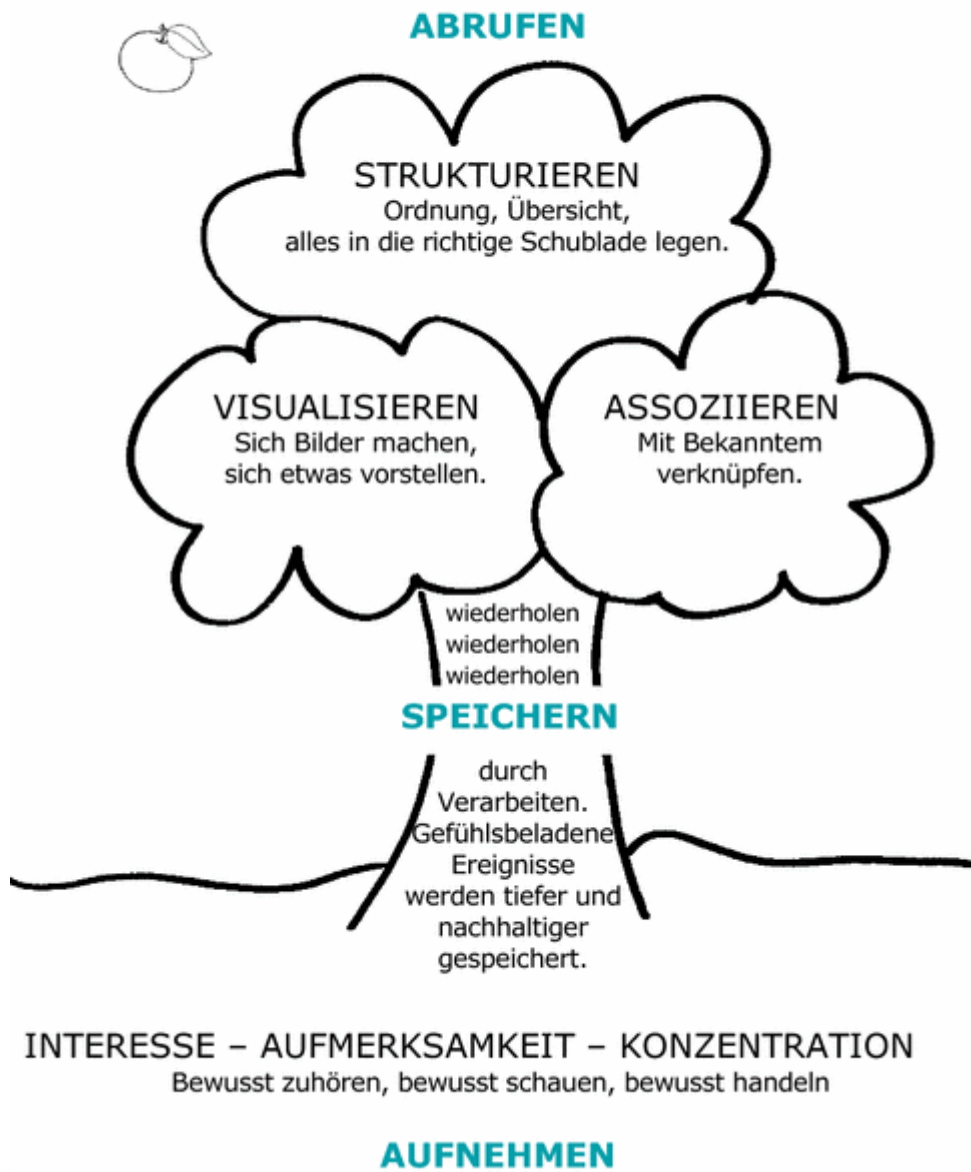 ABRUFEN
STRUKTURIEREN
Ordnung, Übersicht,
alles in die richtige Schublade legen.
VISUALISIEREN
Sich Bilder machen,
sich etwas vorstellen.
ASSOZIIEREN
Mit Bekanntem
verknüpfen.
wiederholen
wiederholen
wiederholen
SPEICHERN
durch
Verarbeiten.
Gefühlsbeladene
Ereignisse
werden tiefer und
nachhaltiger
gespeichert.
INTERESSE – AUFMERKSAMKEIT – KONZENTRATION
Bewusst zuhören, bewusst schauen, bewusst handeln
AUFNEHMEN